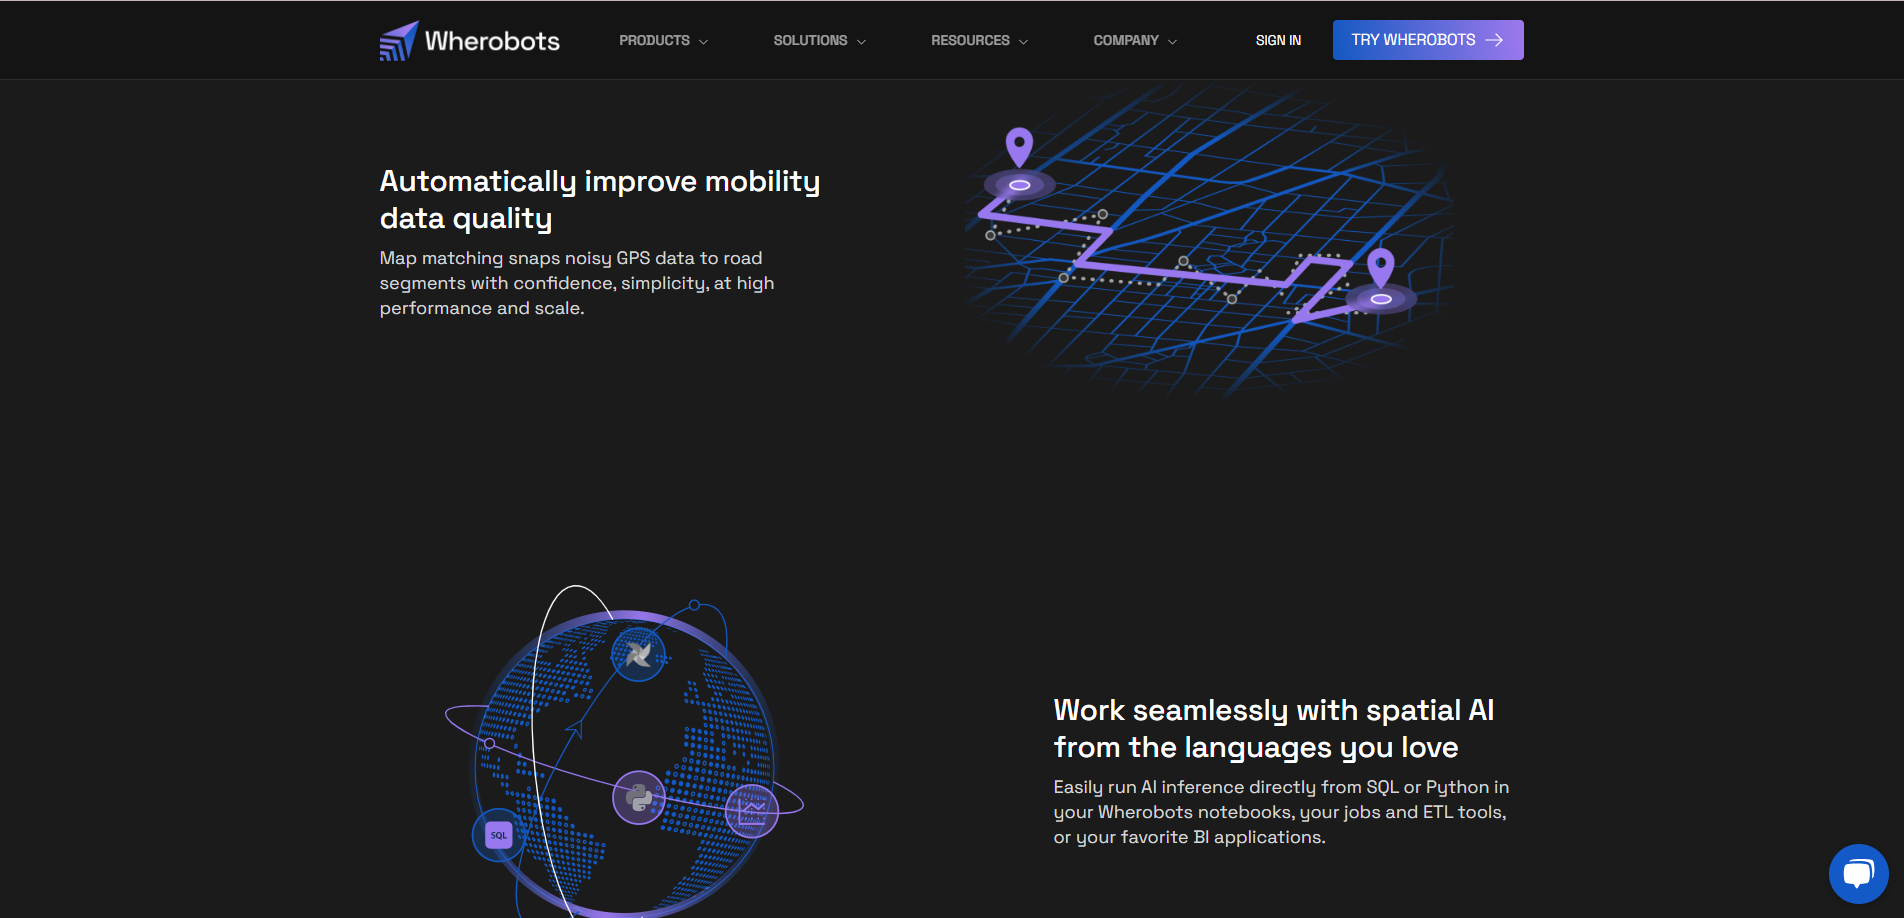 Wherobots
PRODUCTS
SOLUTIONS
RESOURCES
COMPANY
SIGN IN
TRY WHEROBOTS
Automatically improve mobility
data quality
Map matching snaps noisy GPS data to road
segments with confidence, simplicity, at high
performance and scale.
SQL
Work seamlessly with spatial AI
from the languages you love
Easily run AI inference directly from SQL or Python in
your Wherobots notebooks, your jobs and ETL tools,
or your favorite BI applications.